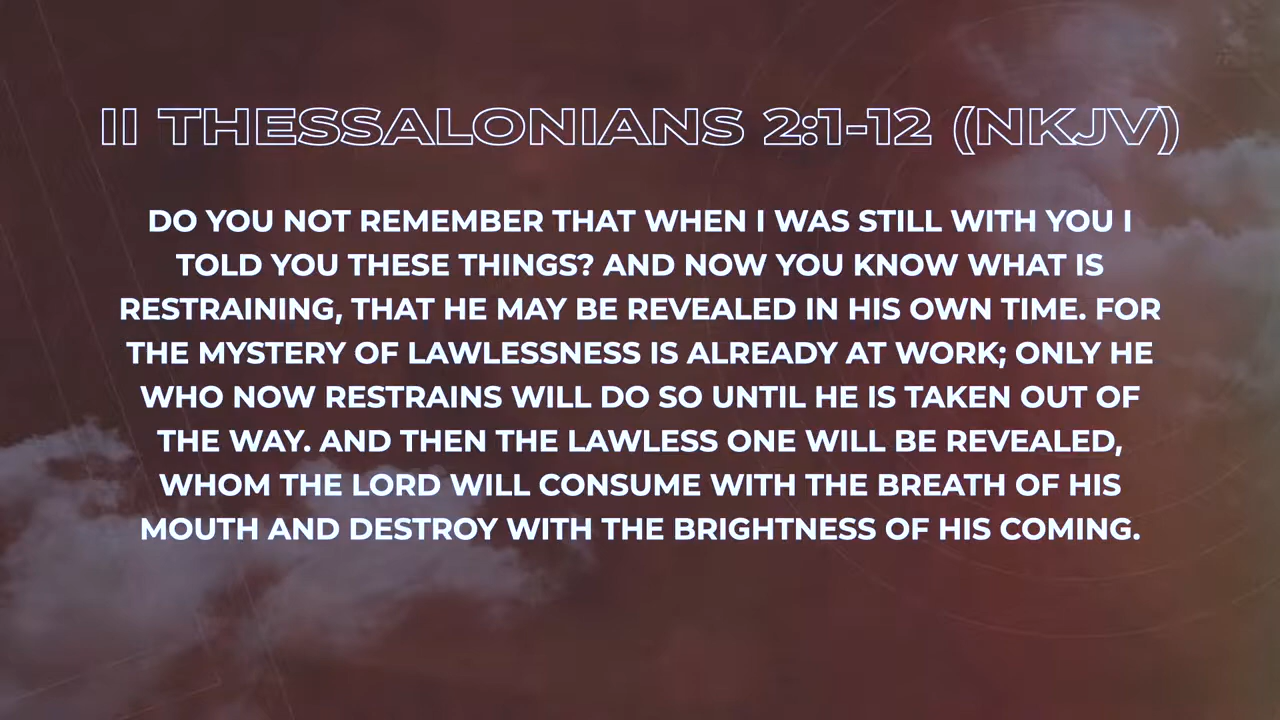 II THESSALONIANS 2:1-12 (NKJV)
DO YOU NOT REMEMBER THAT WHEN I WAS STILL WITH YOU I
TOLD YOU THESE THINGS? AND NOW YOU KNOW WHAT IS
RESTRAINING, THAT HE MAY BE REVEALED IN HIS OWN TIME. FOR
THE MYSTERY OF LAWLESSNESS IS ALREADY AT WORK; ONLY HE
WHO NOW RESTRAINS WILL DO SO UNTIL HE IS TAKEN OUT OF
THE WAY. AND THEN THE LAWLESS ONE WILL BE REVEALED,
WHOM THE LORD WILL CONSUME WITH THE BREATH OF HIS
MOUTH AND DESTROY WITH THE BRIGHTNESS OF HIS COMING.